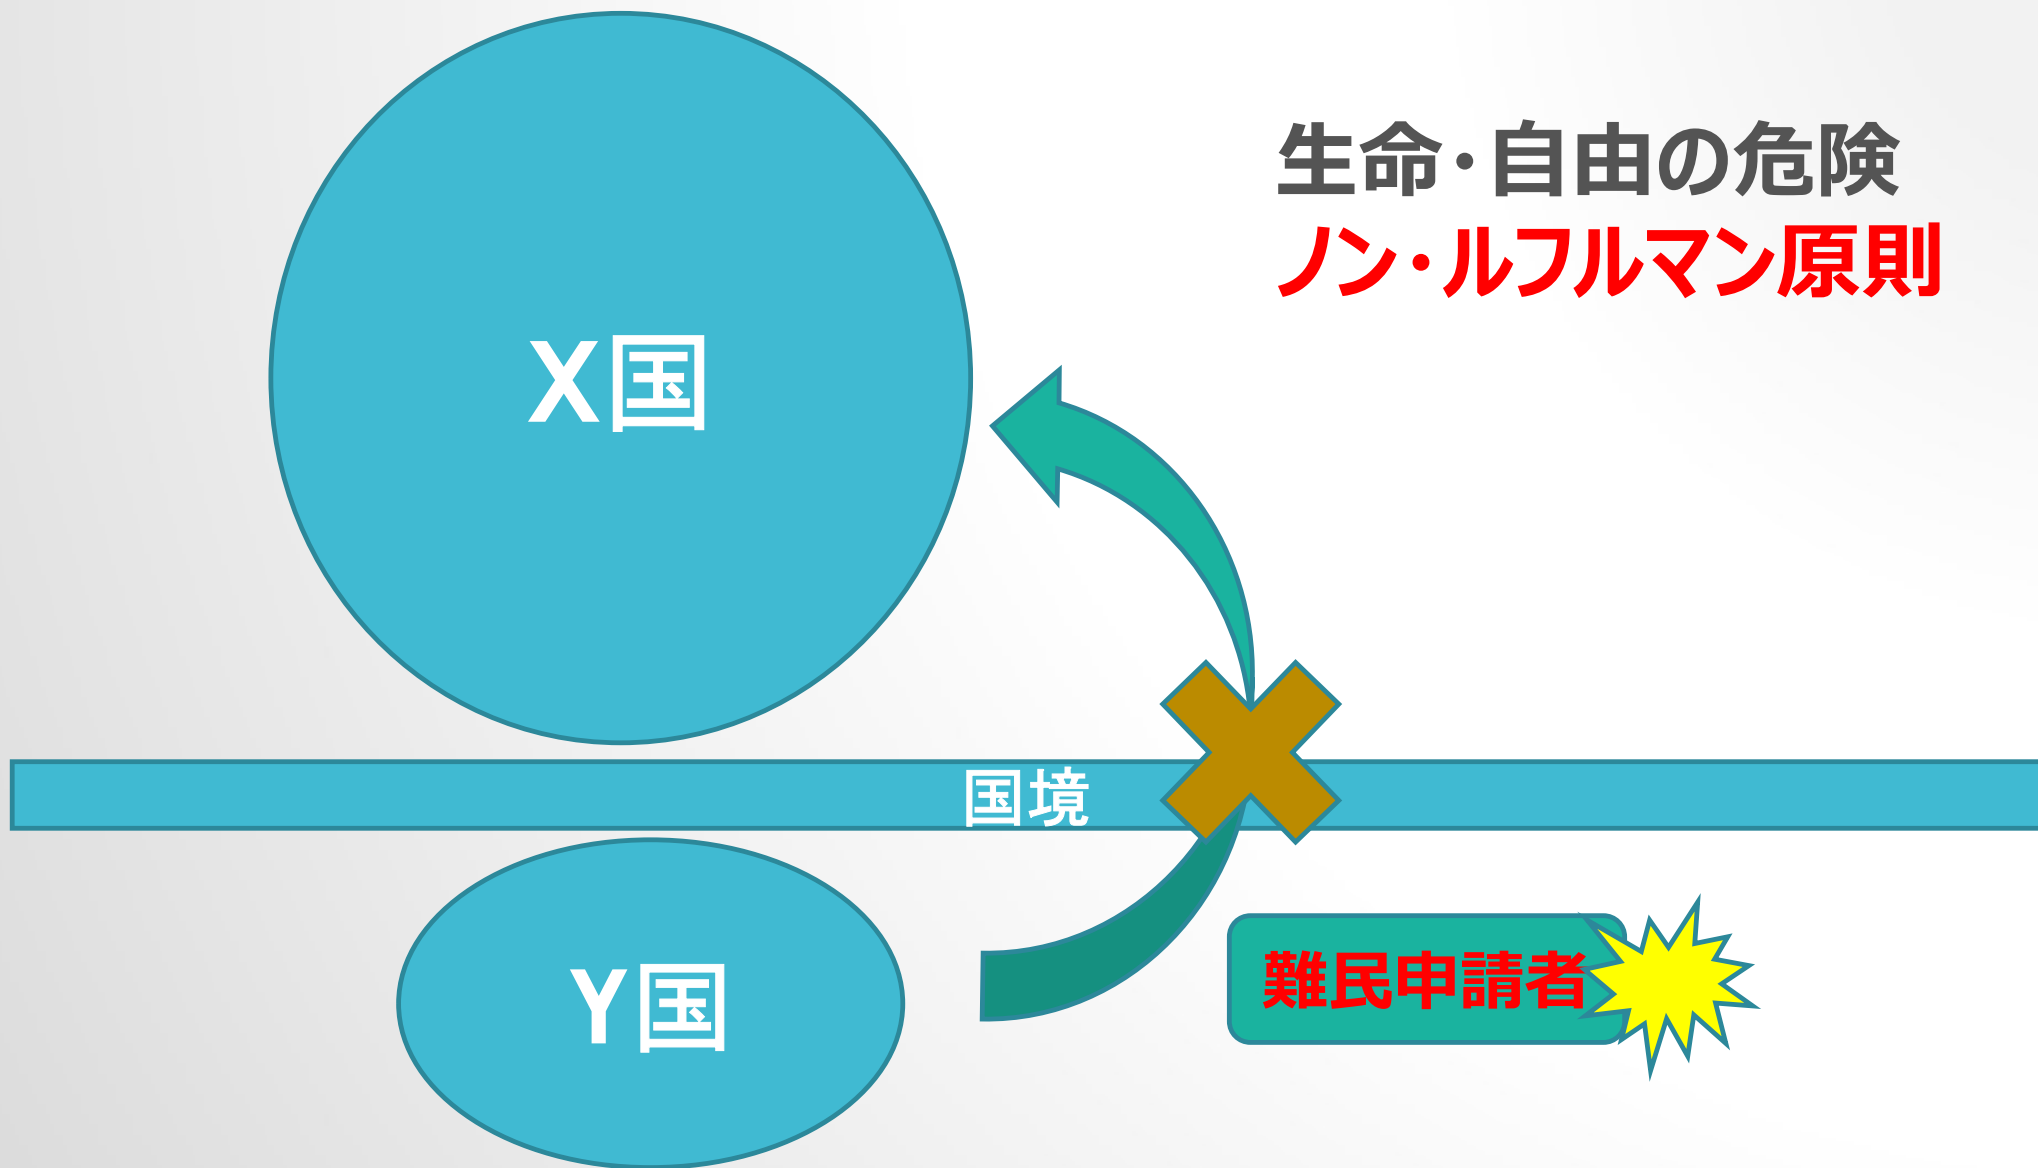 生命・自由の危険
ノン・ルフルマン原則
X国
国境
Y国
難民申請者